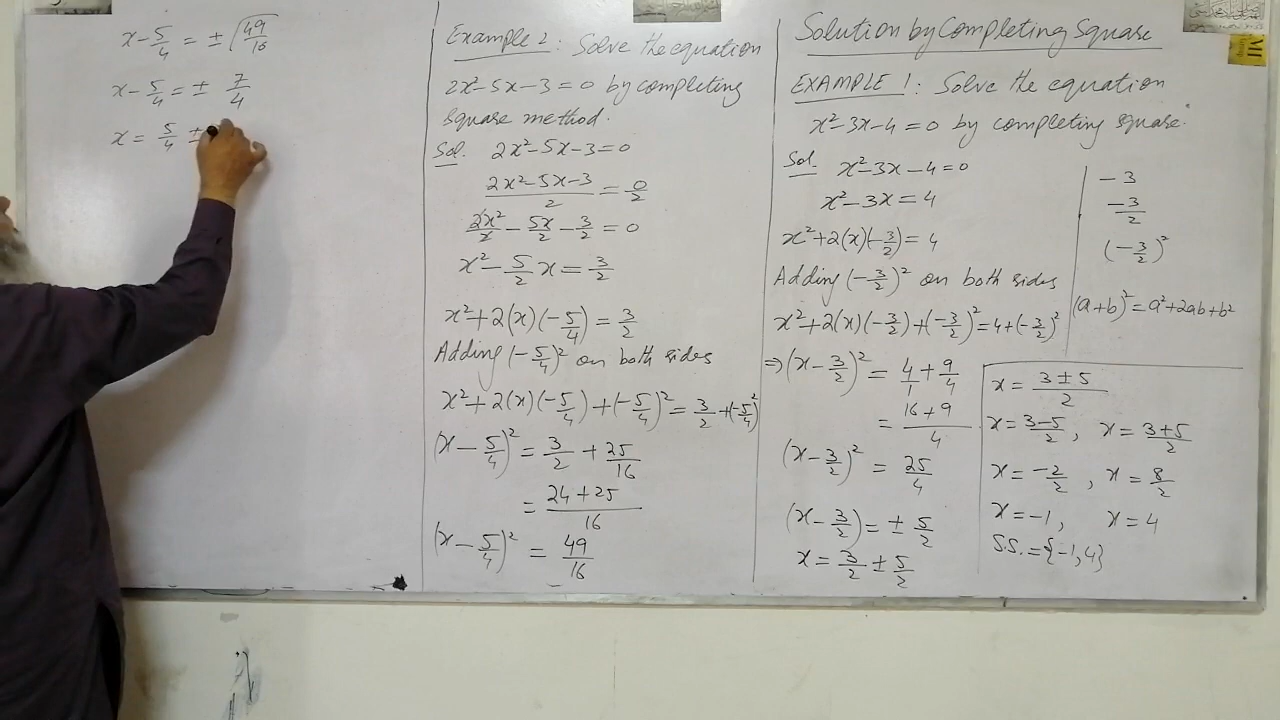 Solution by Completing Square
EXAMPLE 1: Solve the equation
x²-3x-4=0 by completing square.
Sol. x²-3x-4=0
x²-3x=4
x²+2(x)(-3/2)=4
Adding (-3/2)² on both sides
x²+2(x)(-3/2)+(-3/2)²=4+(-3/2)²
⇒(x-3/2)²=4/1+9/4
=(16+9)/4
(x-3/2)²=25/4
(x-3/2)=±5/2
x=3/2±5/2
-3
-3/2
(-3/2)²
(a+b)²=a²+2ab+b²
x=(3±5)/2
x=(3-5)/2, x=(3+5)/2
x=-2/2, x=8/2
x=-1, x=4
S.S.={-1,4}
Example 2: Solve the equation
2x²-5x-3=0 by completing
square method.
Sol. 2x²-5x-3=0
(2x²-5x-3)/2=0/2
2x²/2-5x/2-3/2=0
x²-5/2x=3/2
x²+2(x)(-5/4)=3/2
Adding (-5/4)² on both sides
x²+2(x)(-5/4)+(-5/4)²=3/2+(-5/4)²
(x-5/4)²=3/2+25/16
=(24+25)/16
(x-5/4)²=49/16
x-5/4=±√(49/16)
x-5/4=±7/4
x=5/4±